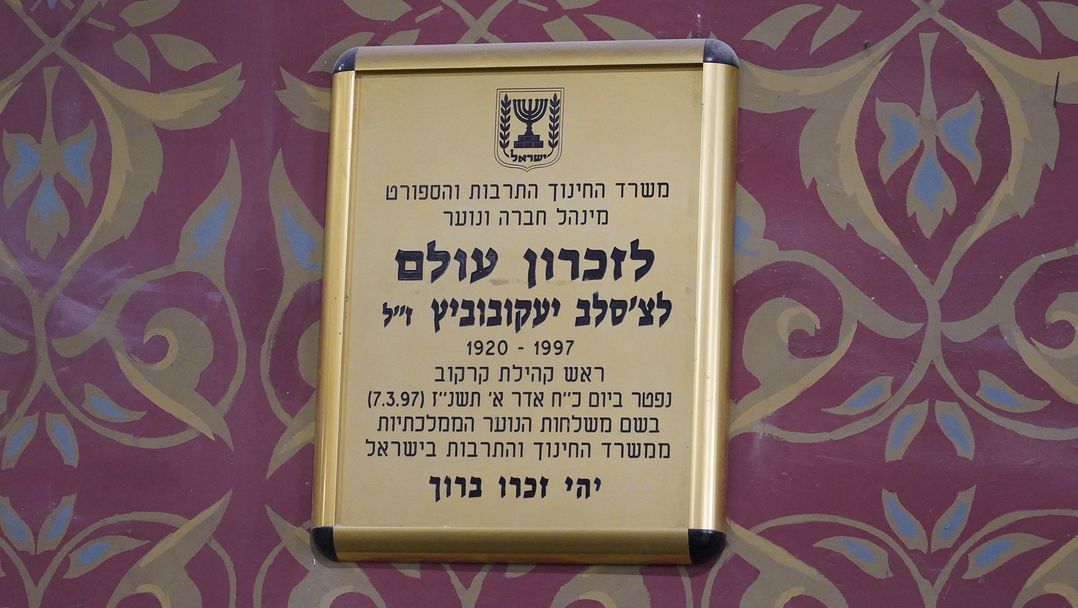 ישראל
משרד החינוך התרבות והספורט
מינהל חברה ונוער
לזכרון עולם
לצ'סלב יעקובוביץ ז"ל
1920 - 1997
ראש קהילת קרקוב
נפטר ביום כ"ח אדר א' תשנ"ז (7.3.97)
בשם משלחות הנוער הממלכתיות
ממשרד החינוך והתרבות בישראל
יהי זכרו ברוך